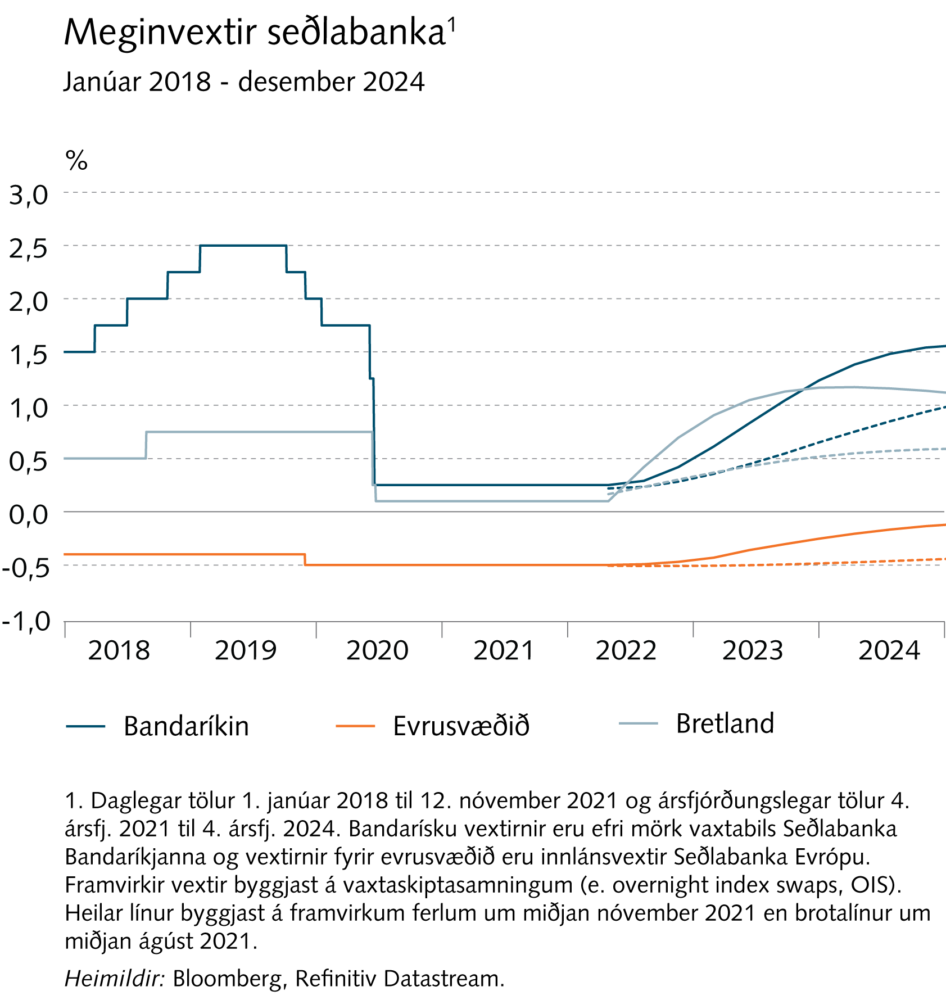 Meginvextir seðlabanka¹
Janúar 2018 - desember 2024
%
3,0
2,5
2,0
1,5
1,0
0,5
0,0
-0,5
-1,0
2018 2019 2020 2021 2022 2023 2024
Bandaríkin Evrusvæðið Bretland
1. Daglegar tölur 1. janúar 2018 til 12. nóvember 2021 og ársfjórðungslegar tölur 4.
ársfj. 2021 til 4. ársfj. 2024. Bandarísku vextirnir eru efri mörk vaxtabils Seðlabanka
Bandaríkjanna og vextirnir fyrir evrusvæðið eru innlánsvextir Seðlabanka Evrópu.
Framvirkir vextir byggjast á vaxtaskiptasamningum (e. overnight index swaps, OIS).
Heilar línur byggjast á framvirkum ferlum um miðjan nóvember 2021 en brotalínur um
miðjan ágúst 2021.
Heimildir: Bloomberg, Refinitiv Datastream.